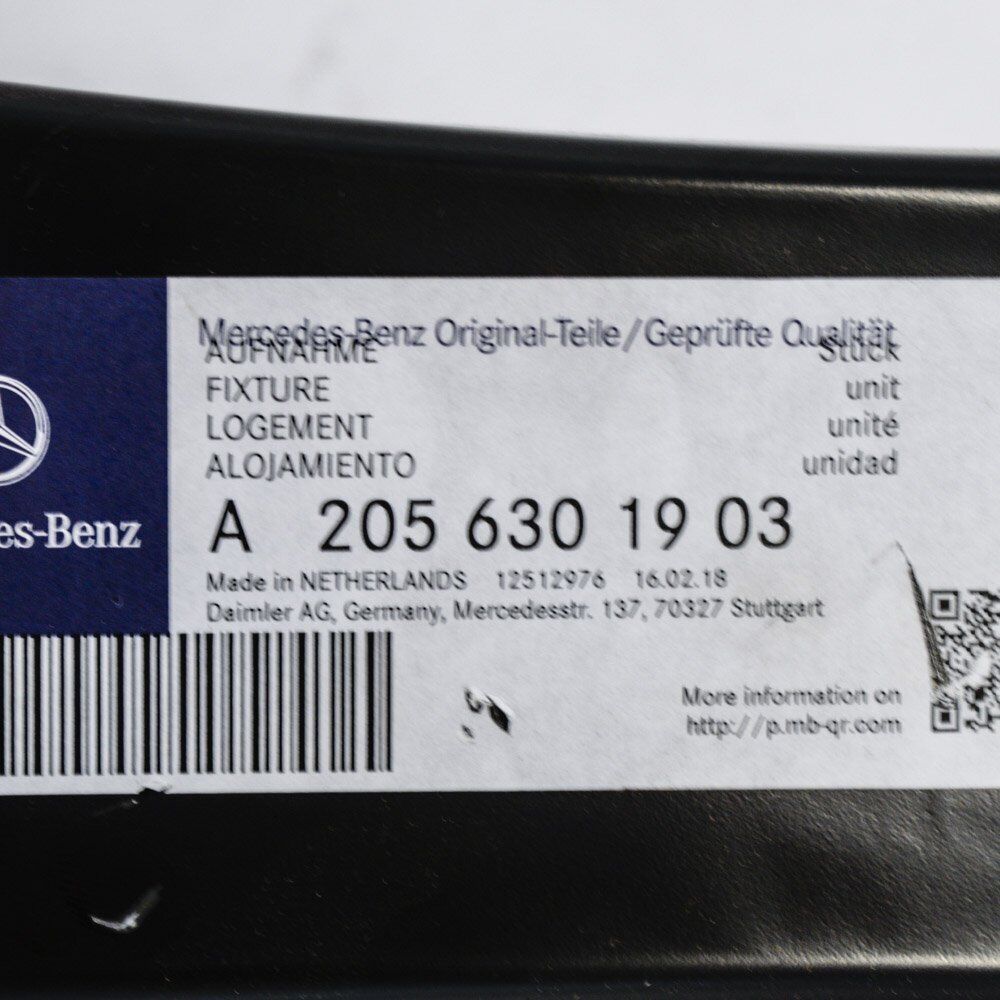 Mercedes-Benz Original-Teile/Geprüfte Qualität
AUFNAHME Stück
FIXTURE unit
LOGEMENT unité
ALOJAMIENTO unidad
es-Benz
A 205 630 19 03
Made in NETHERLANDS 12512976 16.02.18
Daimler AG, Germany, Mercedesstr. 137, 70327 Stuttgart
More information on
http://p.mb-qr.com